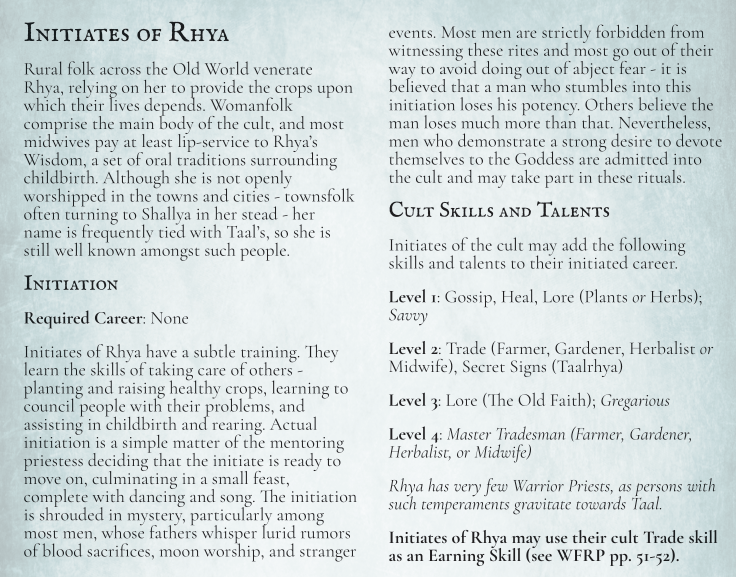 Initiates of Rhya
Rural folk across the Old World venerate
Rhya, relying on her to provide the crops upon
which their lives depends. Womanfolk
comprise the main body of the cult, and most
midwives pay at least lip-service to Rhya's
Wisdom, a set of oral traditions surrounding
childbirth. Although she is not openly
worshipped in the towns and cities - townsfolk
often turning to Shallya in her stead - her
name is frequently tied with Taal's, so she is
still well known amongst such people.
Initiation
Required Career: None
Initiates of Rhya have a subtle training. They
learn the skills of taking care of others -
planting and raising healthy crops, learning to
council people with their problems, and
assisting in childbirth and rearing. Actual
initiation is a simple matter of the mentoring
priestess deciding that the initiate is ready to
move on, culminating in a small feast,
complete with dancing and song. The initiation
is shrouded in mystery, particularly among
most men, whose fathers whisper lurid rumors
of blood sacrifices, moon worship, and stranger
events. Most men are strictly forbidden from
witnessing these rites and most go out of their
way to avoid doing out of abject fear - it is
believed that a man who stumbles into this
initiation loses his potency. Others believe the
man loses much more than that. Nevertheless,
men who demonstrate a strong desire to devote
themselves to the Goddess are admitted into
the cult and may take part in these rituals.
Cult Skills and Talents
Initiates of the cult may add the following
skills and talents to their initiated career.
Level 1: Gossip, Heal, Lore (Plants or Herbs);
Savvy
Level 2: Trade (Farmer, Gardener, Herbalist or
Midwife), Secret Signs (Taalrhya)
Level 3: Lore (The Old Faith); Gregarious
Level 4: Master Tradesman (Farmer, Gardener,
Herbalist, or Midwife)
Rhya has very few Warrior Priests, as persons with
such temperaments gravitate towards Taal.
Initiates of Rhya may use their cult Trade skill
as an Earning Skill (see WFRP pp. 51-52).